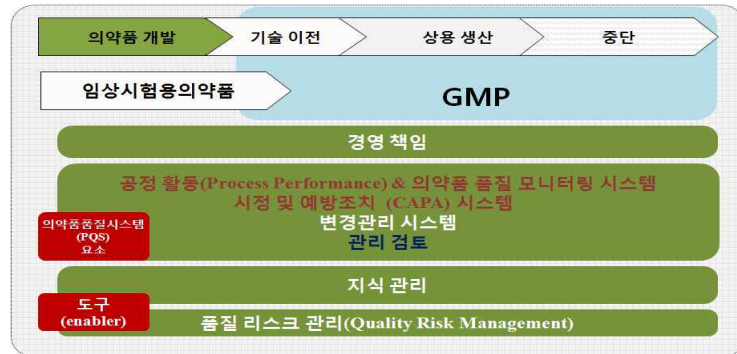 의약품 개발
기술 이전
상용 생산
중단
임상시험용의약품
GMP
경영 책임
공정 활동(Process Performance) & 의약품 품질 모니터링 시스템
시정 및 예방조치 (CAPA) 시스템
변경관리 시스템
관리 검토
의약품품질시스템
(PQS)
요소
지식 관리
도구
(enabler)
품질 리스크 관리(Quality Risk Management)